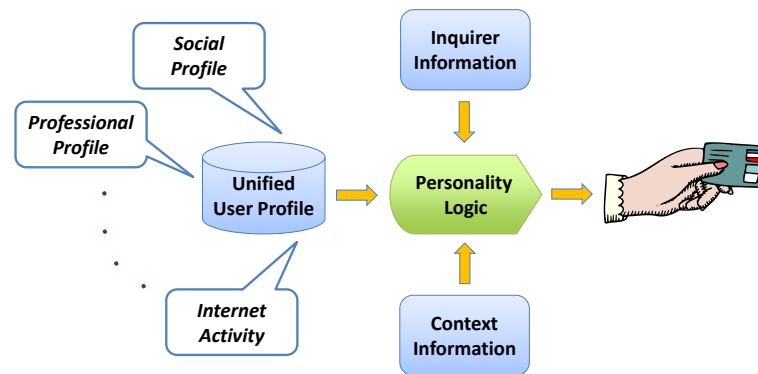 Social
Profile
Professional
Profile
Unified
User Profile
Internet
Activity
Inquirer
Information
Personality
Logic
Context
Information